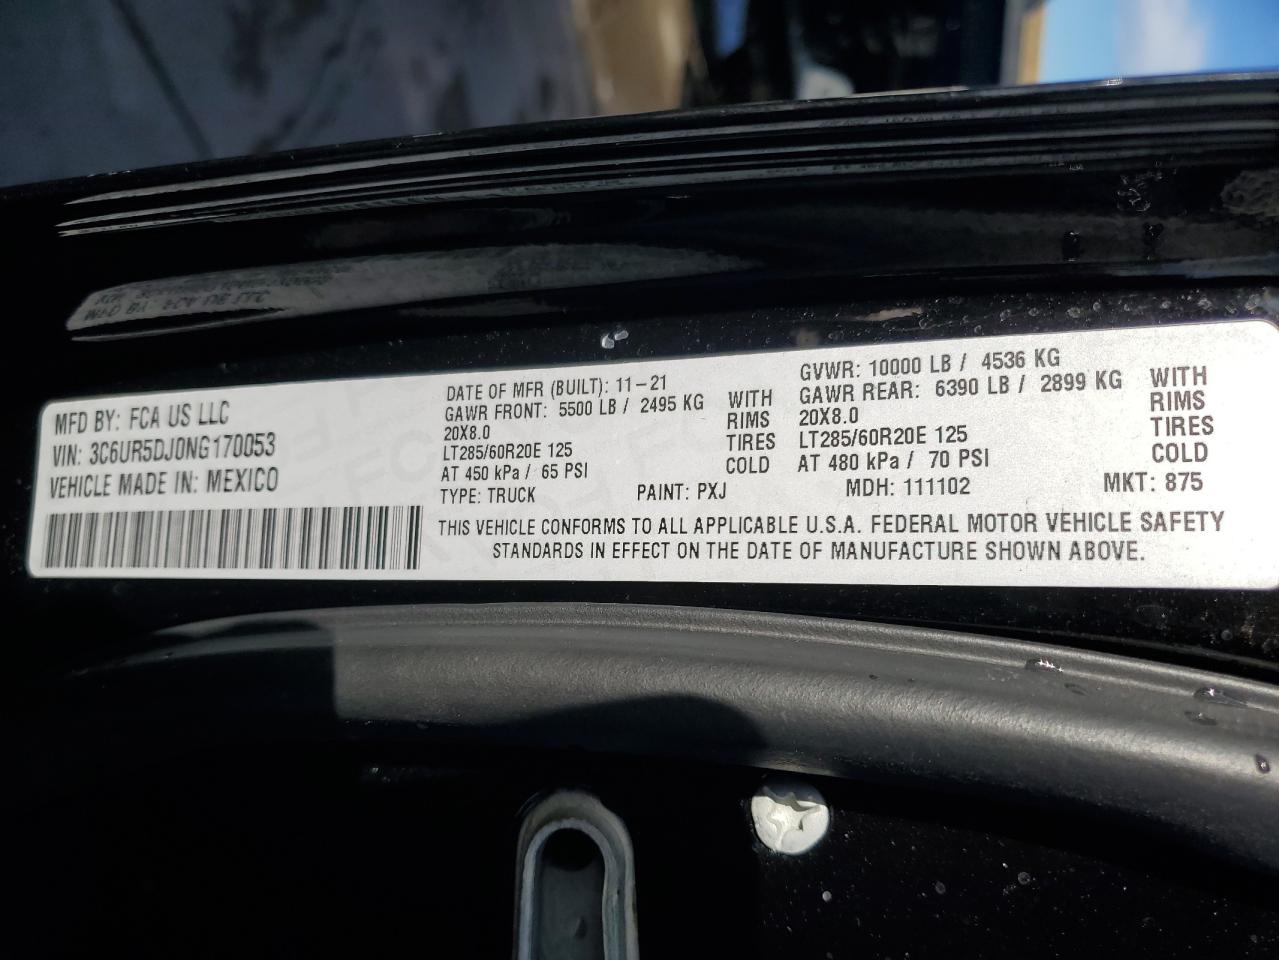 MFD BY: FCA US LLC
VIN: 3C6UR5DJ0NG170053
VEHICLE MADE IN: MEXICO
DATE OF MFR (BUILT): 11-21
GAWR FRONT: 5500 LB / 2495 KG WITH
20X8.0 RIMS
LT285/60R20E 125 TIRES
AT 450 kPa / 65 PSI COLD
GVWR: 10000 LB / 4536 KG
GAWR REAR: 6390 LB / 2899 KG WITH
20X8.0 RIMS
LT285/60R20E 125 TIRES
AT 480 kPa / 70 PSI COLD
TYPE: TRUCK PAINT: PXJ MDH: 111102 MKT: 875
THIS VEHICLE CONFORMS TO ALL APPLICABLE U.S.A. FEDERAL MOTOR VEHICLE SAFETY
STANDARDS IN EFFECT ON THE DATE OF MANUFACTURE SHOWN ABOVE.